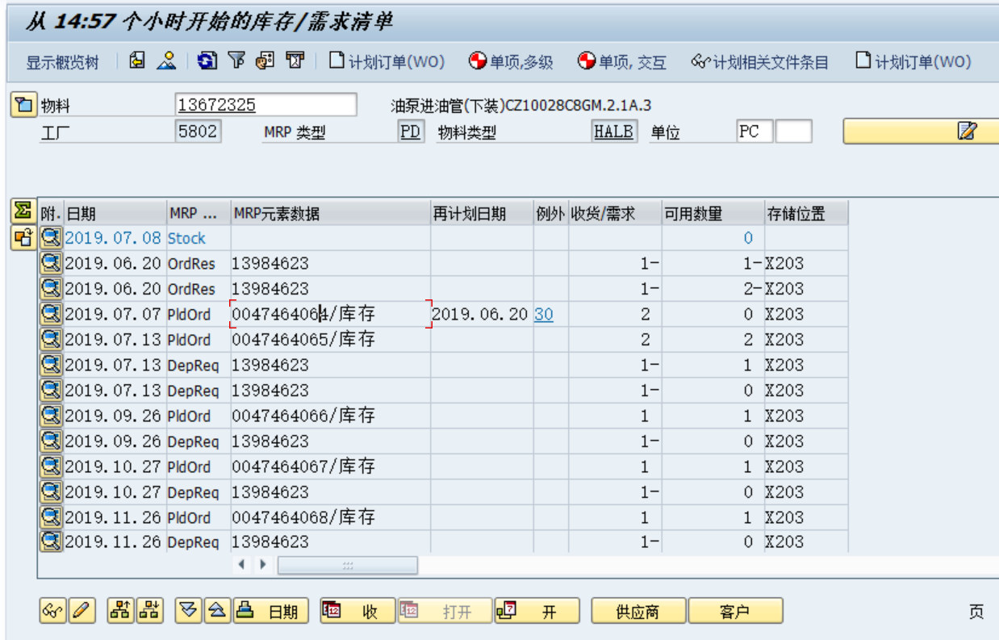 从 14:57 个小时开始的库存/需求清单
显示概览树 计划订单(WO) 单项,多级 单项, 交互 计划相关文件条目 计划订单(WO)
物料 13672325 油泵进油管(下装)CZ10028C8GM.2.1A.3
工厂 5802 MRP 类型 PD 物料类型 HALB 单位 PC
附. 日期 MRP ... MRP元素数据 再计划日期 例外 收货/需求 可用数量 存储位置
2019.07.08 Stock 0
2019.06.20 OrdRes 13984623 1- 1- X203
2019.06.20 OrdRes 13984623 1- 2- X203
2019.07.07 PldOrd 0047464064/库存 2019.06.20 30 2 0 X203
2019.07.13 PldOrd 0047464065/库存 2 2 X203
2019.07.13 DepReq 13984623 1- 1 X203
2019.07.13 DepReq 13984623 1- 0 X203
2019.09.26 PldOrd 0047464066/库存 1 1 X203
2019.09.26 DepReq 13984623 1- 0 X203
2019.10.27 PldOrd 0047464067/库存 1 1 X203
2019.10.27 DepReq 13984623 1- 0 X203
2019.11.26 PldOrd 0047464068/库存 1 1 X203
2019.11.26 DepReq 13984623 1- 0 X203
日期 收 打开 开 供应商 客户 页